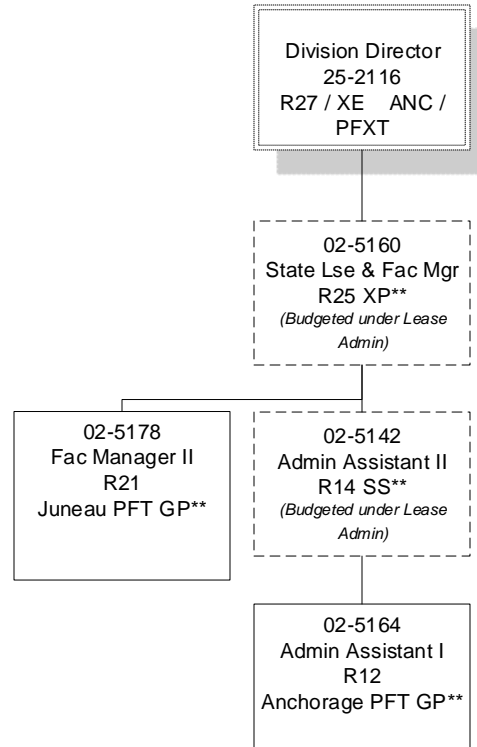 Division Director
25-2116
R27 / XE ANC /
PFXT
02-5160
State Lse & Fac Mgr
R25 XP**
(Budgeted under Lease
Admin)
02-5178
Fac Manager II
R21
Juneau PFT GP**
02-5142
Admin Assistant II
R14 SS**
(Budgeted under Lease
Admin)
02-5164
Admin Assistant I
R12
Anchorage PFT GP**